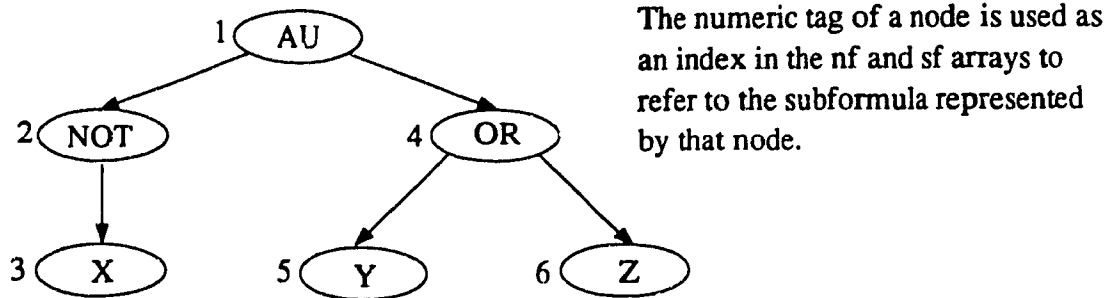 1 AU
The numeric tag of a node is used as
an index in the nf and sf arrays to
refer to the subformula represented
by that node.
2 NOT
4 OR
3 X
5 Y
6 Z